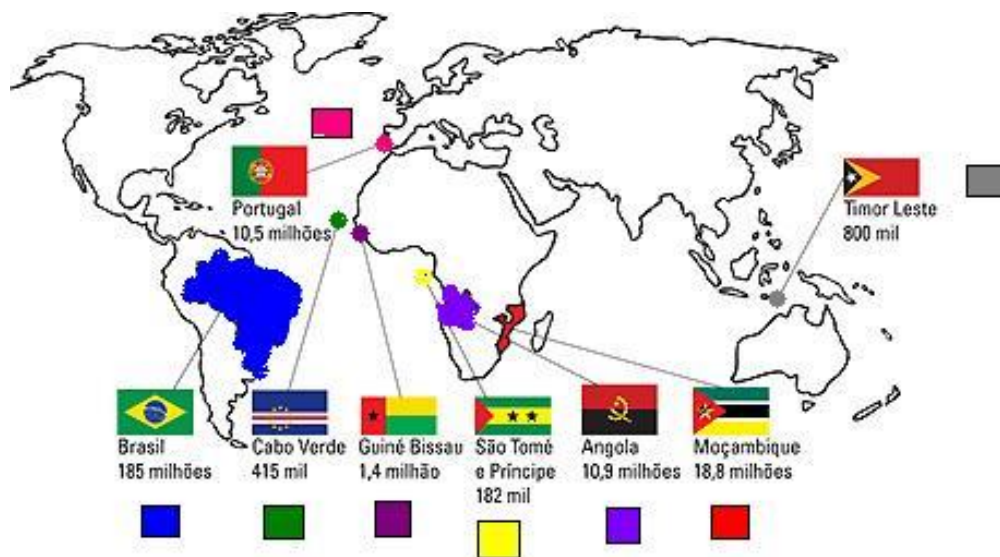 Portugal
10,5 milhões
Timor Leste
800 mil
Brasil
185 milhões
Cabo Verde
415 mil
Guiné Bissau
1,4 milhão
São Tomé
e Príncipe
182 mil
Angola
10,9 milhões
Moçambique
18,8 milhões